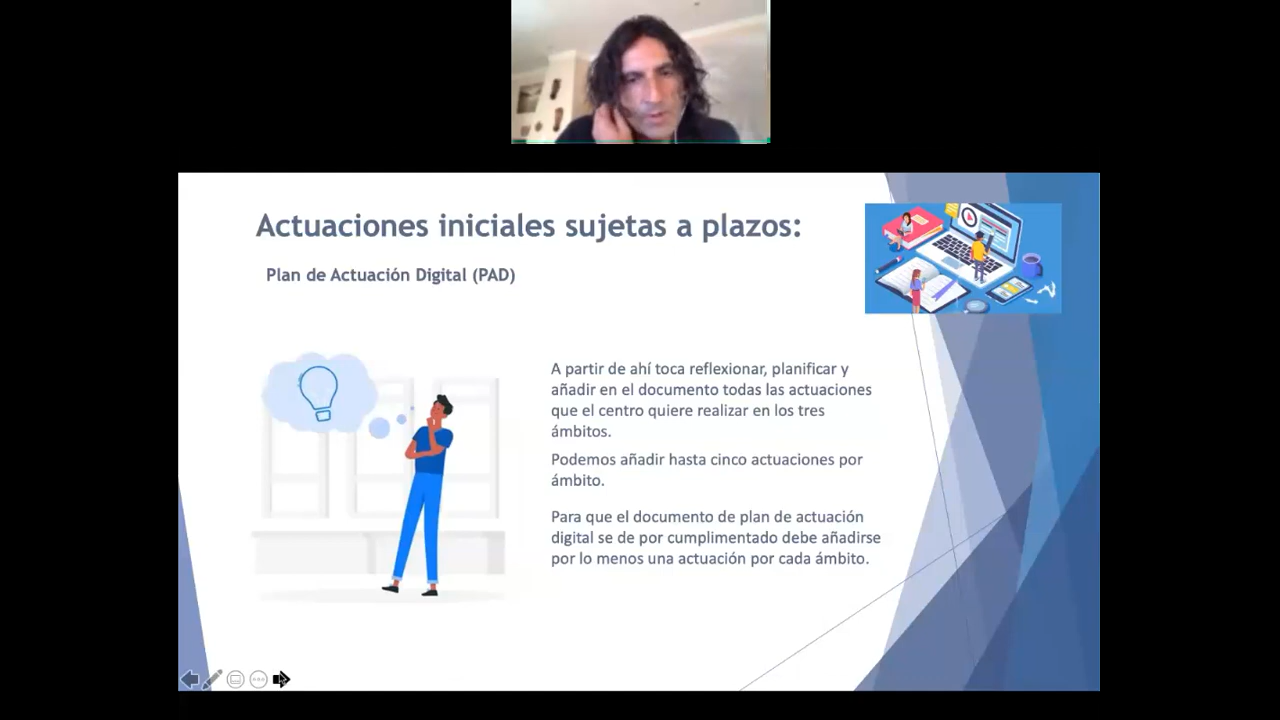 Actuaciones iniciales sujetas a plazos:
Plan de Actuación Digital (PAD)
A partir de ahí toca reflexionar, planificar y
añadir en el documento todas las actuaciones
que el centro quiere realizar en los tres
ámbitos.
Podemos añadir hasta cinco actuaciones por
ámbito.
Para que el documento de plan de actuación
digital se de por cumplimentado debe añadirse
por lo menos una actuación por cada ámbito.